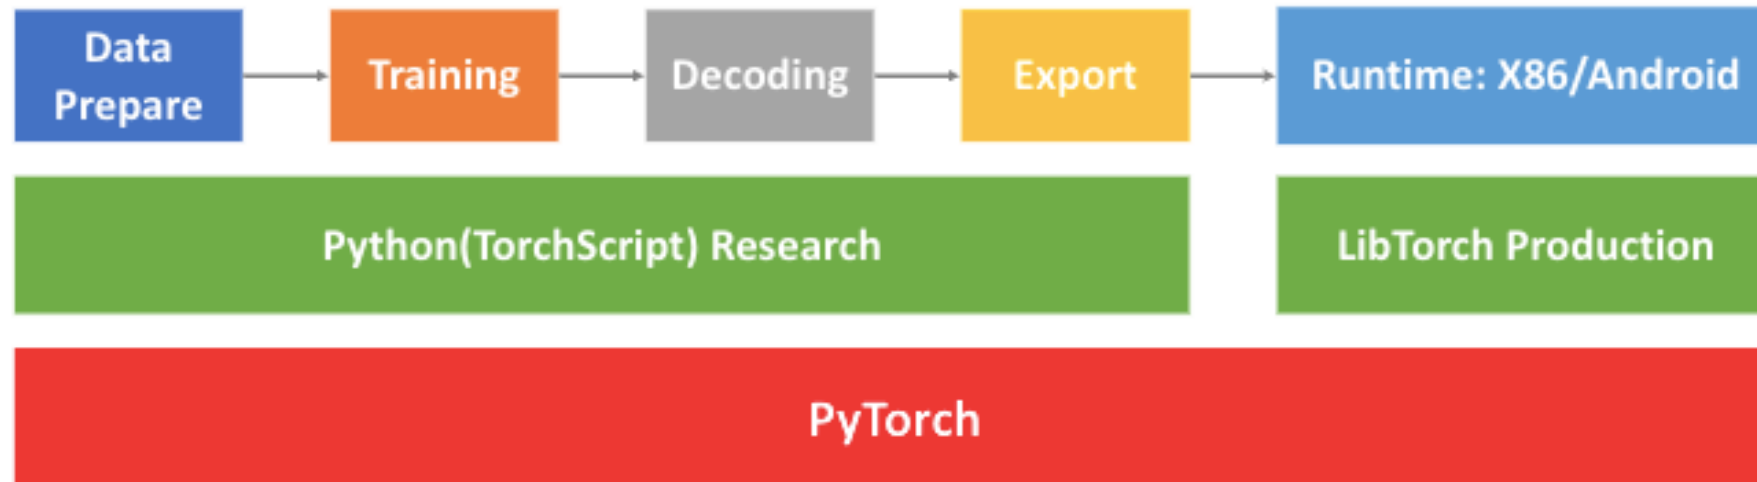 Data
Prepare
Training
Decoding
Export
Runtime: X86/Android
Python(TorchScript) Research
LibTorch Production
PyTorch